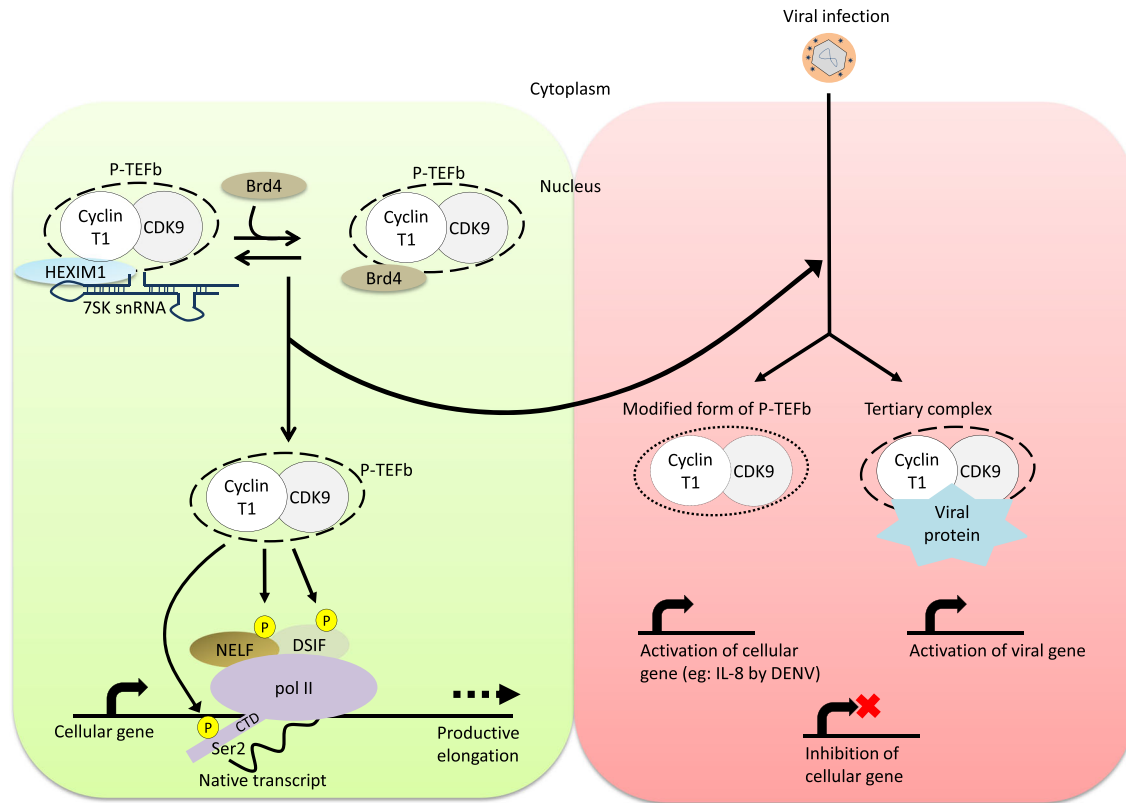 Viral infection
Cytoplasm
Nucleus
P-TEFb
Cyclin
T1
CDK9
HEXIM1
7SK snRNA
Brd4
P-TEFb
Cyclin
T1
CDK9
Brd4
P-TEFb
Cyclin
T1
CDK9
P
P
NELF
DSIF
pol II
P
CTD
Ser2
Cellular gene
Native transcript
Productive
elongation
Modified form of P-TEFb
Cyclin
T1
CDK9
Tertiary complex
Cyclin
T1
CDK9
Viral
protein
Activation of cellular
gene (eg: IL-8 by DENV)
Activation of viral gene
Inhibition of
cellular gene